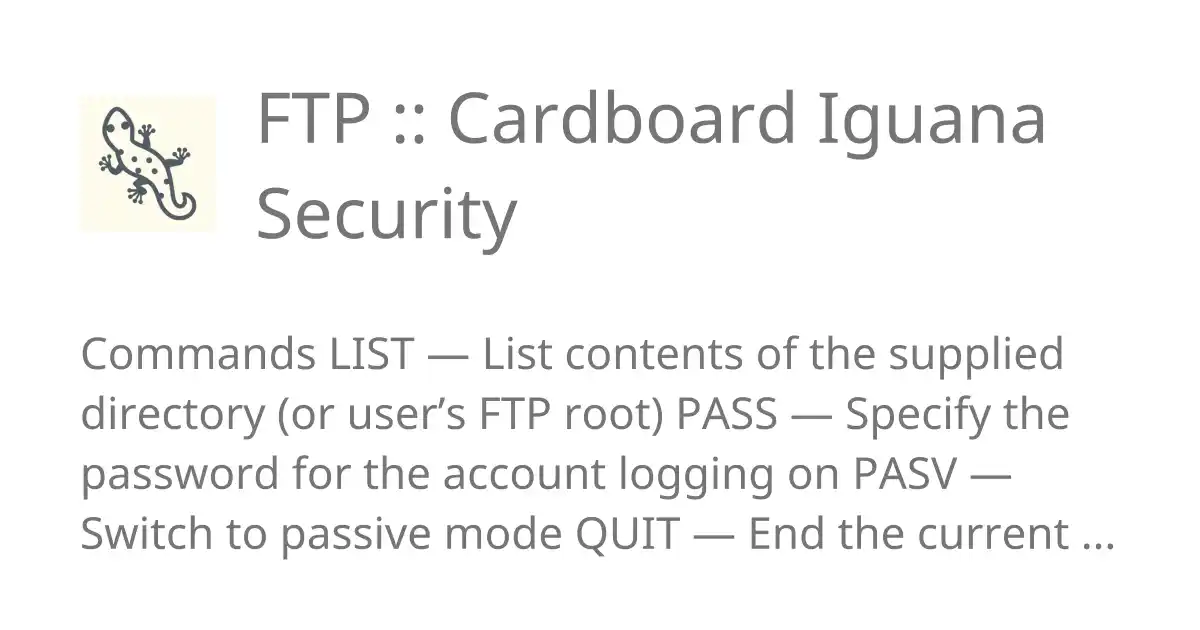 FTP :: Cardboard Iguana
Security
Commands LIST — List contents of the supplied
directory (or user’s FTP root) PASS — Specify the
password for the account logging on PASV —
Switch to passive mode QUIT — End the current ...